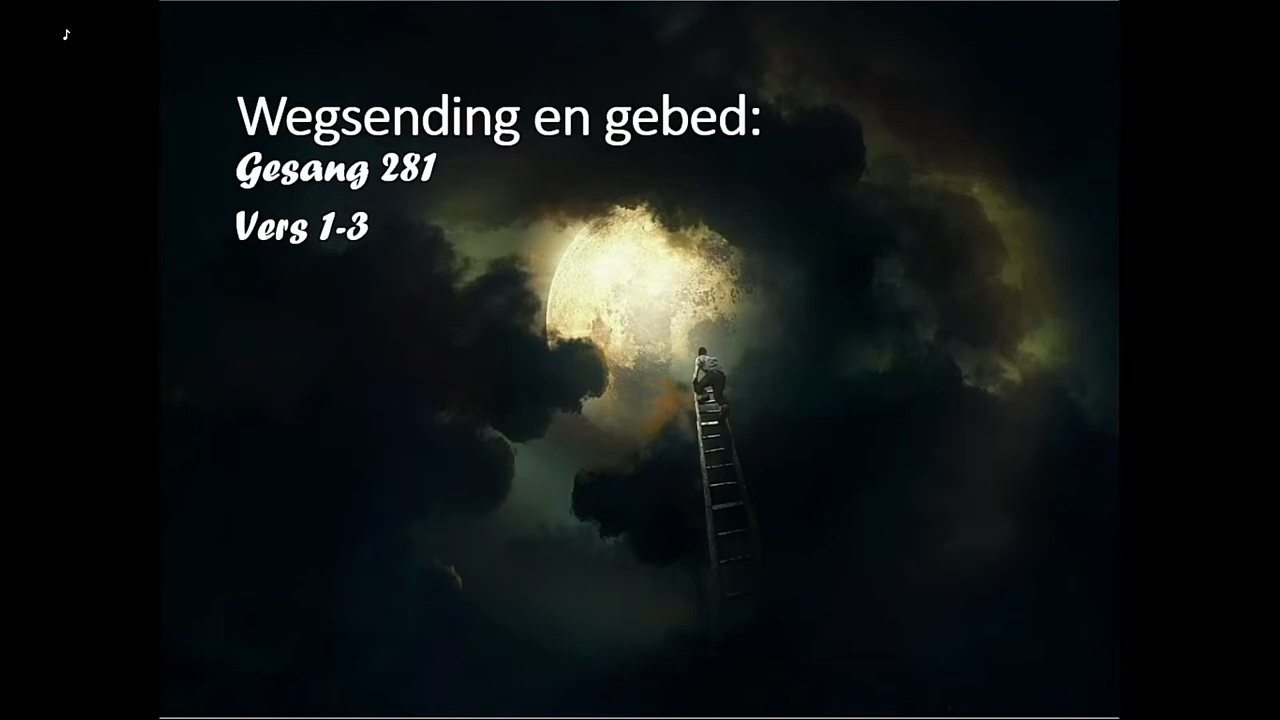 ♪
Wegsending en gebed:
Gesang 281
Vers 1-3